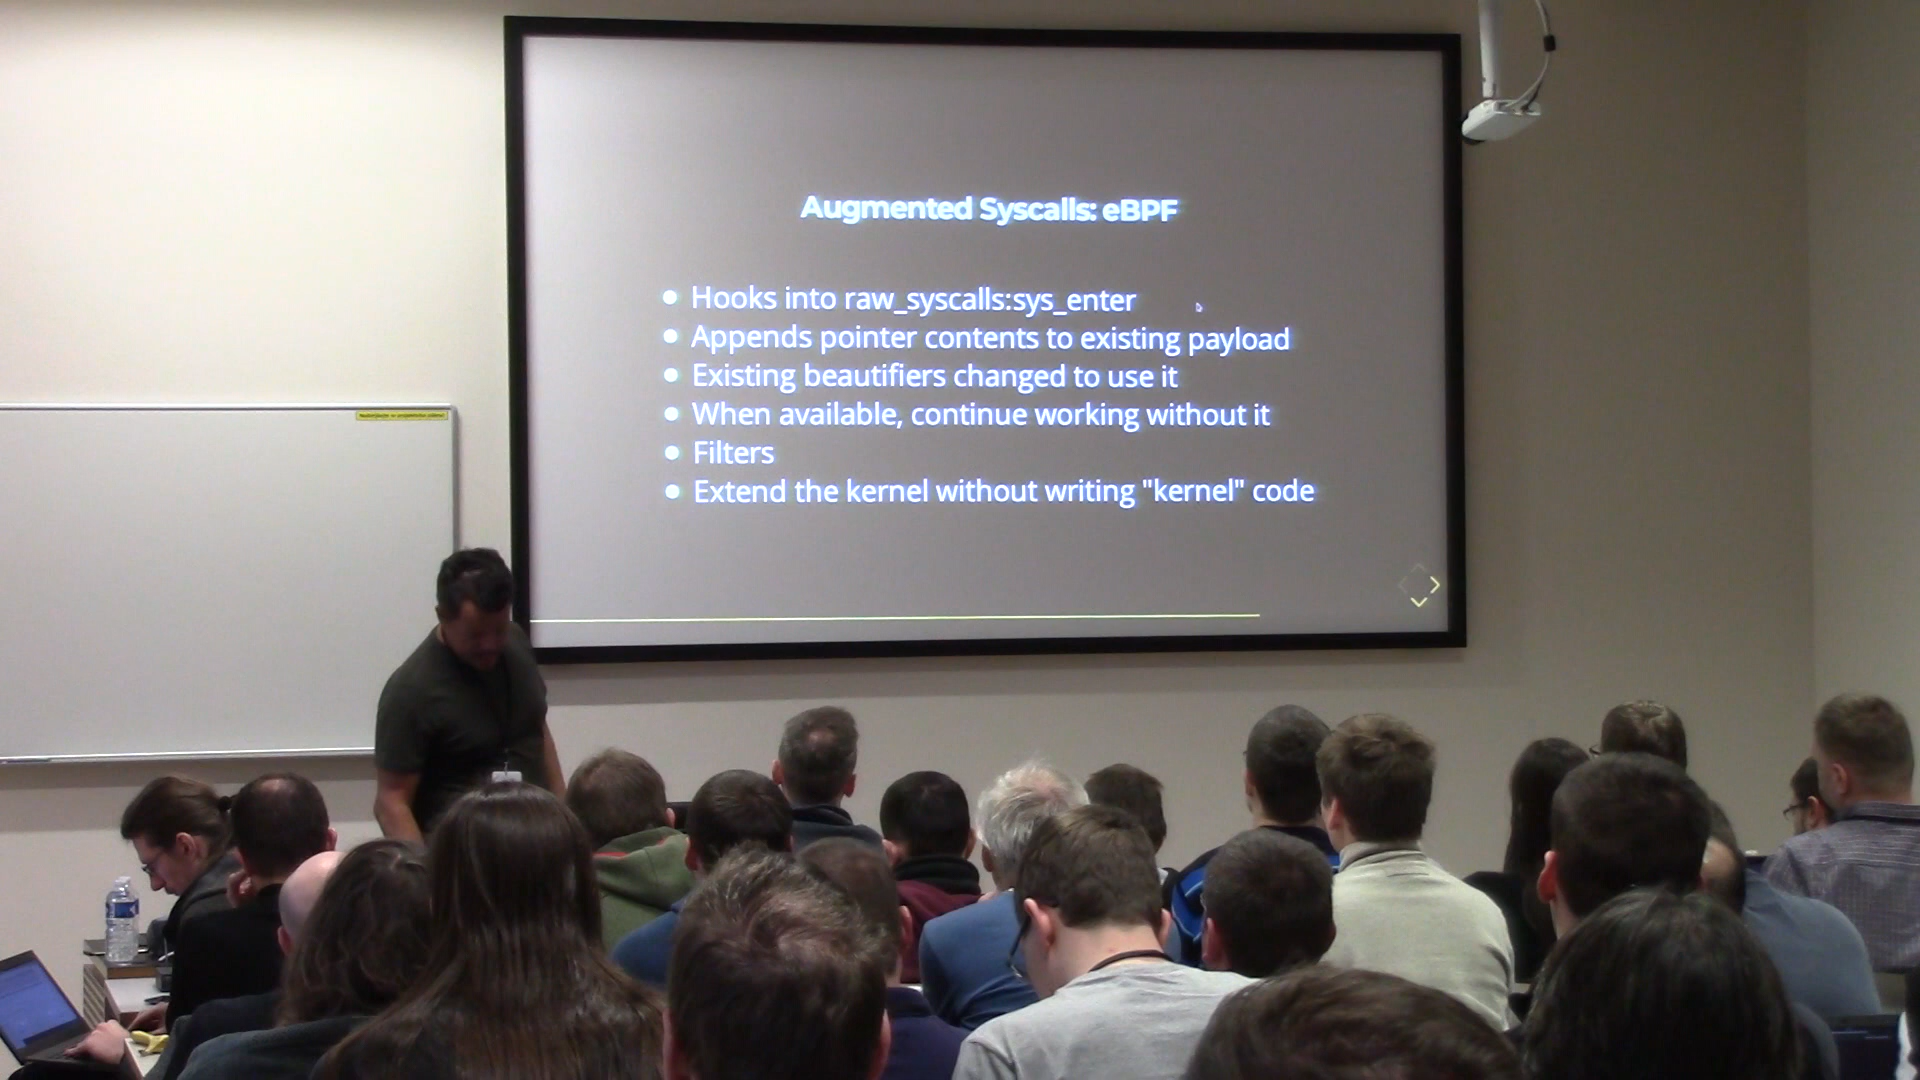 Augmented Syscalls: eBPF
● Hooks into raw_syscalls:sys_enter
● Appends pointer contents to existing payload
● Existing beautifiers changed to use it
● When available, continue working without it
● Filters
● Extend the kernel without writing "kernel" code